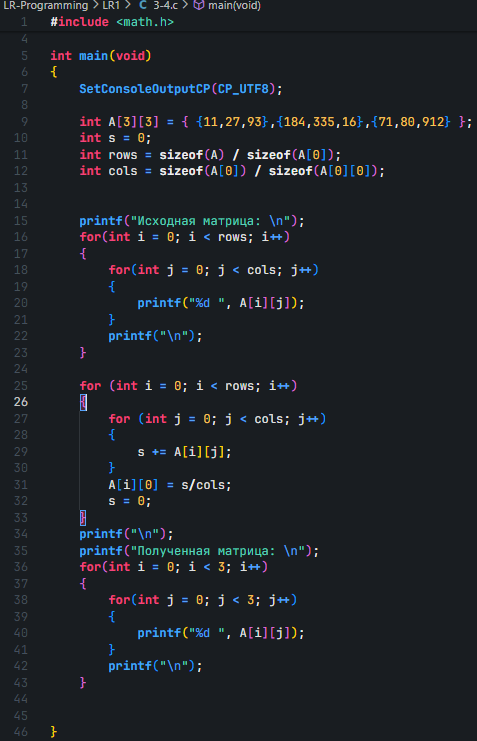 LR-Programming > LR1 > C 3-4.c > main(void)
1 #include <math.h>
4
5 int main(void)
6 {
7 SetConsoleOutputCP(CP_UTF8);
8
9 int A[3][3] = { {11,27,93},{184,335,16},{71,80,912} };
10 int s = 0;
11 int rows = sizeof(A) / sizeof(A[0]);
12 int cols = sizeof(A[0]) / sizeof(A[0][0]);
13
14
15 printf("Исходная матрица: \n");
16 for(int i = 0; i < rows; i++)
17 {
18 for(int j = 0; j < cols; j++)
19 {
20 printf("%d ", A[i][j]);
21 }
22 printf("\n");
23 }
24
25 for (int i = 0; i < rows; i++)
26 {
27 for (int j = 0; j < cols; j++)
28 {
29 s += A[i][j];
30 }
31 A[i][0] = s/cols;
32 s = 0;
33 }
34 printf("\n");
35 printf("Полученная матрица: \n");
36 for(int i = 0; i < 3; i++)
37 {
38 for(int j = 0; j < 3; j++)
39 {
40 printf("%d ", A[i][j]);
41 }
42 printf("\n");
43 }
44
45
46 }